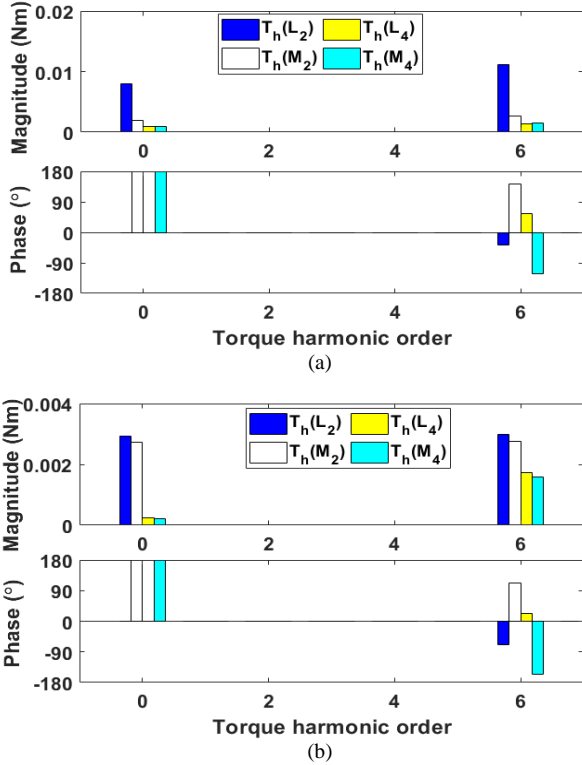 Magnitude (Nm)
0.02
0.01
0
T_h(L_2) T_h(L_4)
T_h(M_2) T_h(M_4)
0 2 4 6
Phase (°)
180
90
0
-90
-180
0 2 4 6
Torque harmonic order
(a)
Magnitude (Nm)
0.004
0.002
0
T_h(L_2) T_h(L_4)
T_h(M_2) T_h(M_4)
0 2 4 6
Phase (°)
180
90
0
-90
-180
0 2 4 6
Torque harmonic order
(b)